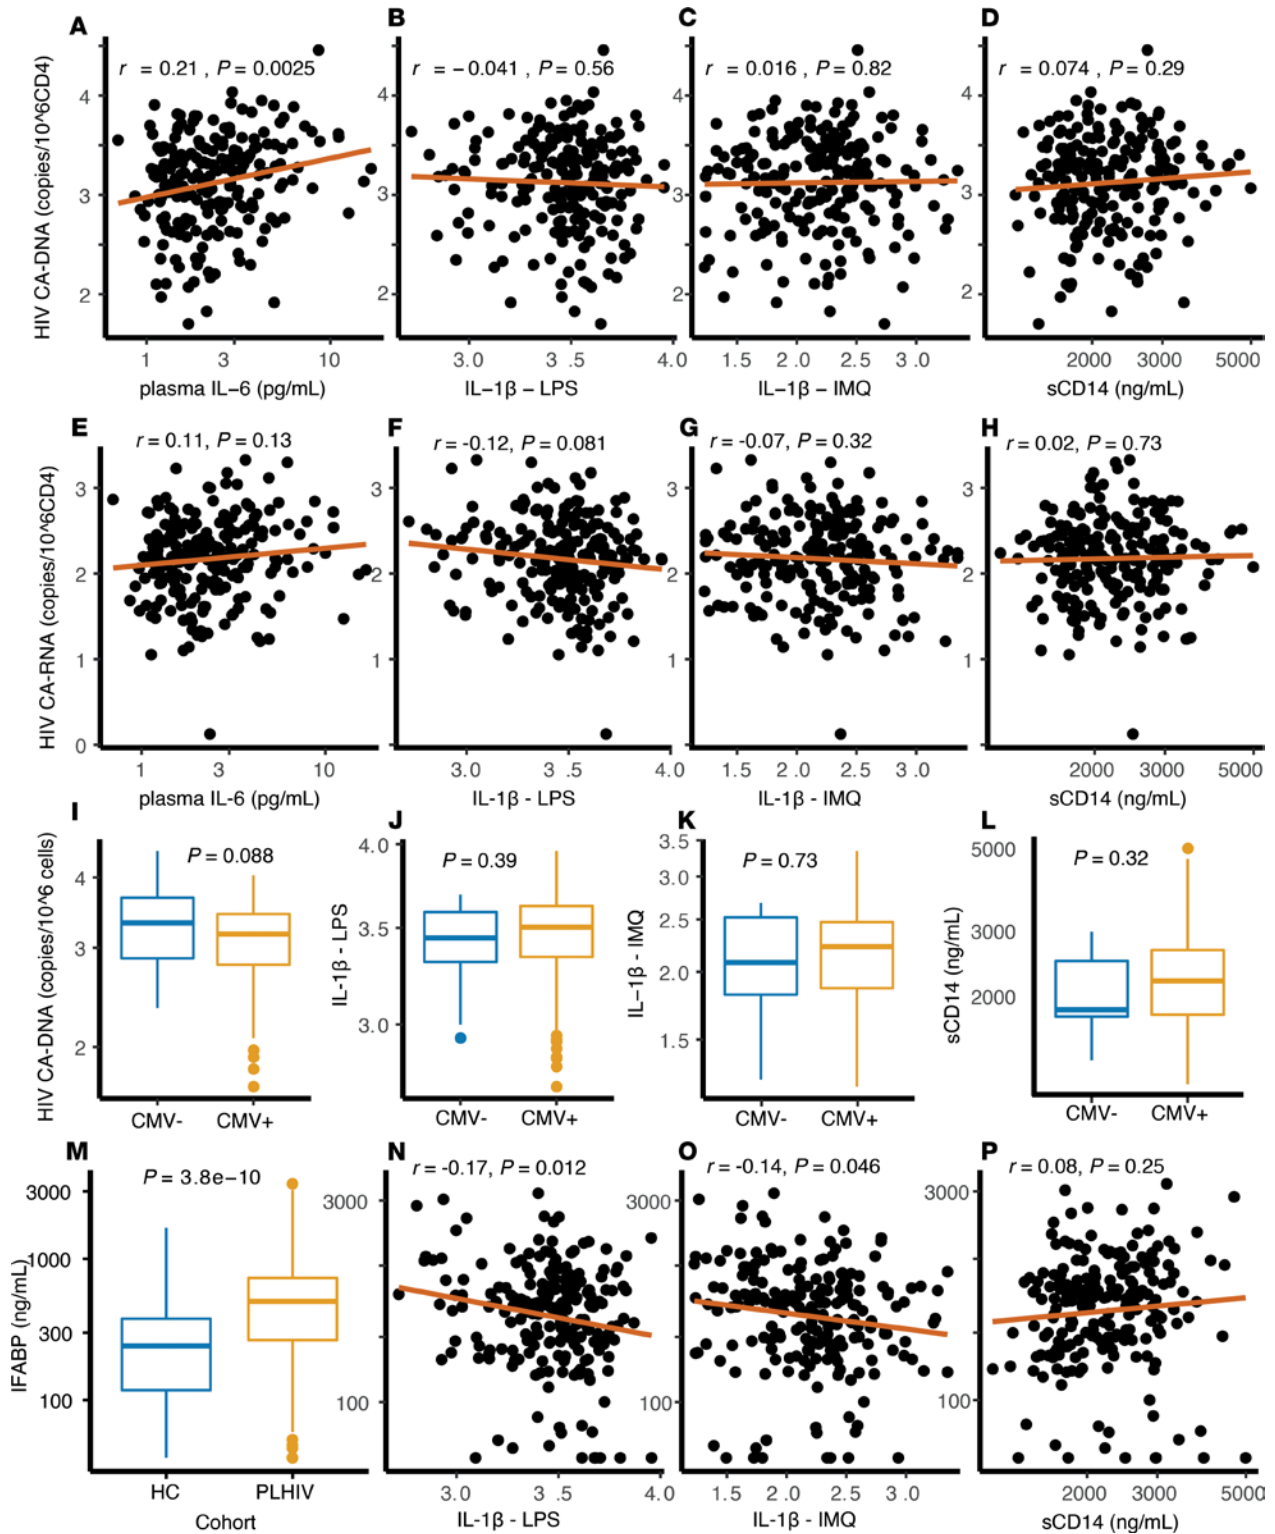 A
B
C
D
r = 0.21 , P = 0.0025
r = −0.041 , P = 0.56
r = 0.016 , P = 0.82
r = 0.074 , P = 0.29
HIV CA-DNA (copies/10^6CD4)
4
3
2
4
3
2
4
3
2
4
3
2
1 3 10
3.0 3 .5 4.0
1.5 2.0 2.5 3.0
2000 3000 5000
plasma IL−6 (pg/mL)
IL−1β − LPS
IL−1β − IMQ
sCD14 (ng/mL)
E
F
G
H
r = 0.11, P = 0.13
r = -0.12, P = 0.081
r = -0.07, P = 0.32
r = 0.02, P = 0.73
HIV CA-RNA (copies/10^6CD4)
3
2
1
0
3
2
1
3
2
1
3
2
1
1 3 10
3.0 3 .5 4.0
1.5 2.0 2.5 3.0
2000 3000 5000
plasma IL-6 (pg/mL)
IL-1β - LPS
IL-1β - IMQ
sCD14 (ng/mL)
I
J
K
L
P = 0.088
P = 0.39
P = 0.73
P = 0.32
HIV CA-DNA (copies/10^6 cells)
4
3
2
IL-1β - LPS
4.0
3.5
3.0
IL−1β - IMQ
3.5
3.0
2.5
2.0
1.5
sCD14 (ng/mL)
5000
3000
2000
CMV- CMV+
CMV- CMV+
CMV- CMV+
CMV- CMV+
M
N
O
P
P = 3.8e−10
r = -0.17, P = 0.012
r = -0.14, P = 0.046
r = 0.08, P = 0.25
IFABP (ng/mL)
3000
1000
300
100
3000
100
3000
100
3000
100
HC PLHIV
3.0 3 .5 4.0
1.5 2.0 2.5 3.0
2000 3000 5000
Cohort
IL-1β - LPS
IL-1β - IMQ
sCD14 (ng/mL)